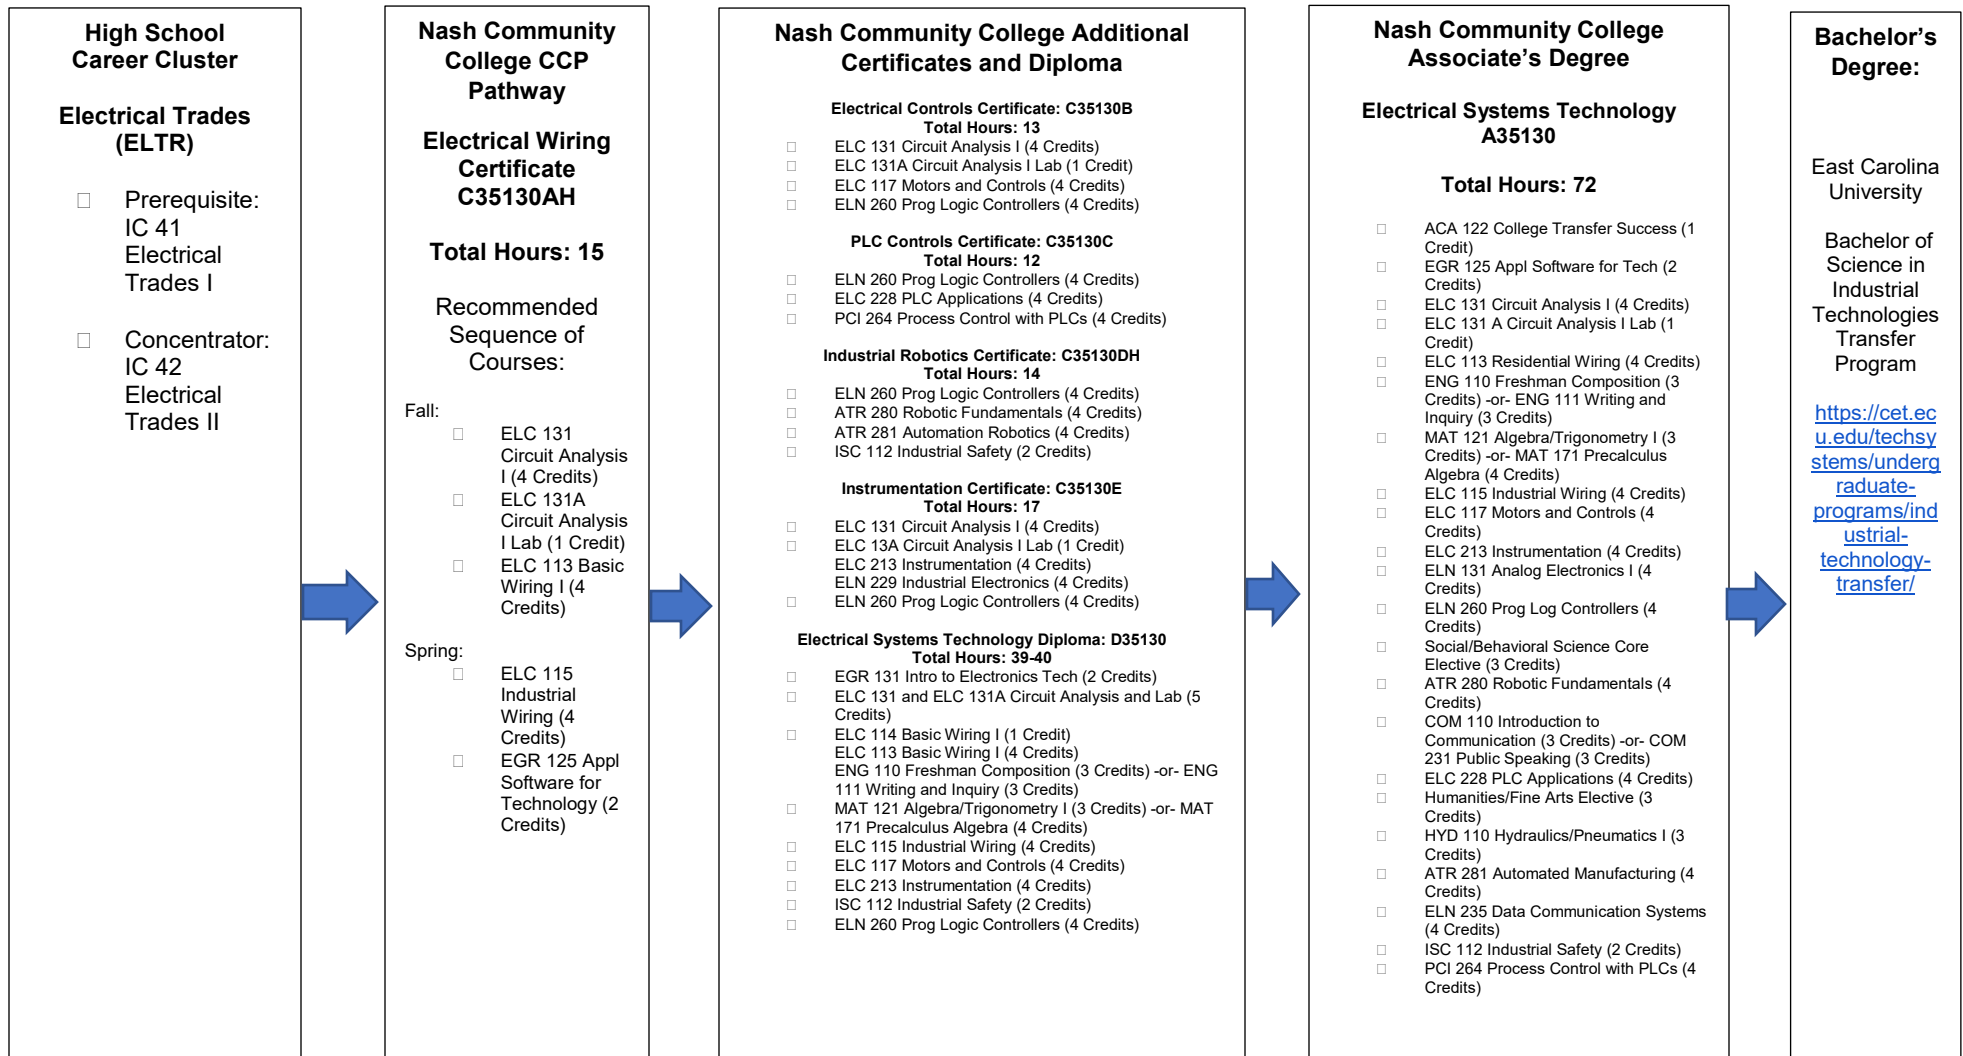 High School
Career Cluster
Electrical Trades
(ELTR)
Prerequisite:
IC 41
Electrical
Trades I
Concentrator:
IC 42
Electrical
Trades II
Nash Community
College CCP
Pathway
Electrical Wiring
Certificate
C35130AH
Total Hours: 15
Recommended
Sequence of
Courses:
Fall:
ELC 131
Circuit Analysis
I (4 Credits)
ELC 131A
Circuit Analysis
I Lab (1 Credit)
ELC 113 Basic
Wiring I (4
Credits)
Spring:
ELC 115
Industrial
Wiring (4
Credits)
EGR 125 Appl
Software for
Technology (2
Credits)
Nash Community College Additional
Certificates and Diploma
Electrical Controls Certificate: C35130B
Total Hours: 13
ELC 131 Circuit Analysis I (4 Credits)
ELC 131A Circuit Analysis I Lab (1 Credit)
ELC 117 Motors and Controls (4 Credits)
ELN 260 Prog Logic Controllers (4 Credits)
PLC Controls Certificate: C35130C
Total Hours: 12
ELN 260 Prog Logic Controllers (4 Credits)
ELC 228 PLC Applications (4 Credits)
PCI 264 Process Control with PLCs (4 Credits)
Industrial Robotics Certificate: C35130DH
Total Hours: 14
ELN 260 Prog Logic Controllers (4 Credits)
ATR 280 Robotic Fundamentals (4 Credits)
ATR 281 Automation Robotics (4 Credits)
ISC 112 Industrial Safety (2 Credits)
Instrumentation Certificate: C35130E
Total Hours: 17
ELC 131 Circuit Analysis I (4 Credits)
ELC 13A Circuit Analysis I Lab (1 Credit)
ELC 213 Instrumentation (4 Credits)
ELN 229 Industrial Electronics (4 Credits)
ELN 260 Prog Logic Controllers (4 Credits)
Electrical Systems Technology Diploma: D35130
Total Hours: 39-40
EGR 131 Intro to Electronics Tech (2 Credits)
ELC 131 and ELC 131A Circuit Analysis and Lab (5
Credits)
ELC 114 Basic Wiring I (1 Credit)
ELC 113 Basic Wiring I (4 Credits)
ENG 110 Freshman Composition (3 Credits) -or- ENG
111 Writing and Inquiry (3 Credits)
MAT 121 Algebra/Trigonometry I (3 Credits) -or- MAT
171 Precalculus Algebra (4 Credits)
ELC 115 Industrial Wiring (4 Credits)
ELC 117 Motors and Controls (4 Credits)
ELC 213 Instrumentation (4 Credits)
ISC 112 Industrial Safety (2 Credits)
ELN 260 Prog Logic Controllers (4 Credits)
Nash Community College
Associate's Degree
Electrical Systems Technology
A35130
Total Hours: 72
ACA 122 College Transfer Success (1
Credit)
EGR 125 Appl Software for Tech (2
Credits)
ELC 131 Circuit Analysis I (4 Credits)
ELC 131 A Circuit Analysis I Lab (1
Credit)
ELC 113 Residential Wiring (4 Credits)
ENG 110 Freshman Composition (3
Credits) -or- ENG 111 Writing and
Inquiry (3 Credits)
MAT 121 Algebra/Trigonometry I (3
Credits) -or- MAT 171 Precalculus
Algebra (4 Credits)
ELC 115 Industrial Wiring (4 Credits)
ELC 117 Motors and Controls (4
Credits)
ELC 213 Instrumentation (4 Credits)
ELN 131 Analog Electronics I (4
Credits)
ELN 260 Prog Log Controllers (4
Credits)
Social/Behavioral Science Core
Elective (3 Credits)
ATR 280 Robotic Fundamentals (4
Credits)
COM 110 Introduction to
Communication (3 Credits) -or- COM
231 Public Speaking (3 Credits)
ELC 228 PLC Applications (4 Credits)
Humanities/Fine Arts Elective (3
Credits)
HYD 110 Hydraulics/Pneumatics I (3
Credits)
ATR 281 Automated Manufacturing (4
Credits)
ELN 235 Data Communication Systems
(4 Credits)
ISC 112 Industrial Safety (2 Credits)
PCI 264 Process Control with PLCs (4
Credits)
Bachelor's
Degree:
East Carolina
University
Bachelor of
Science in
Industrial
Technologies
Transfer
Program
https://cet.ec
u.edu/techsy
stems/underg
raduate-
programs/ind
ustrial-
technology-
transfer/